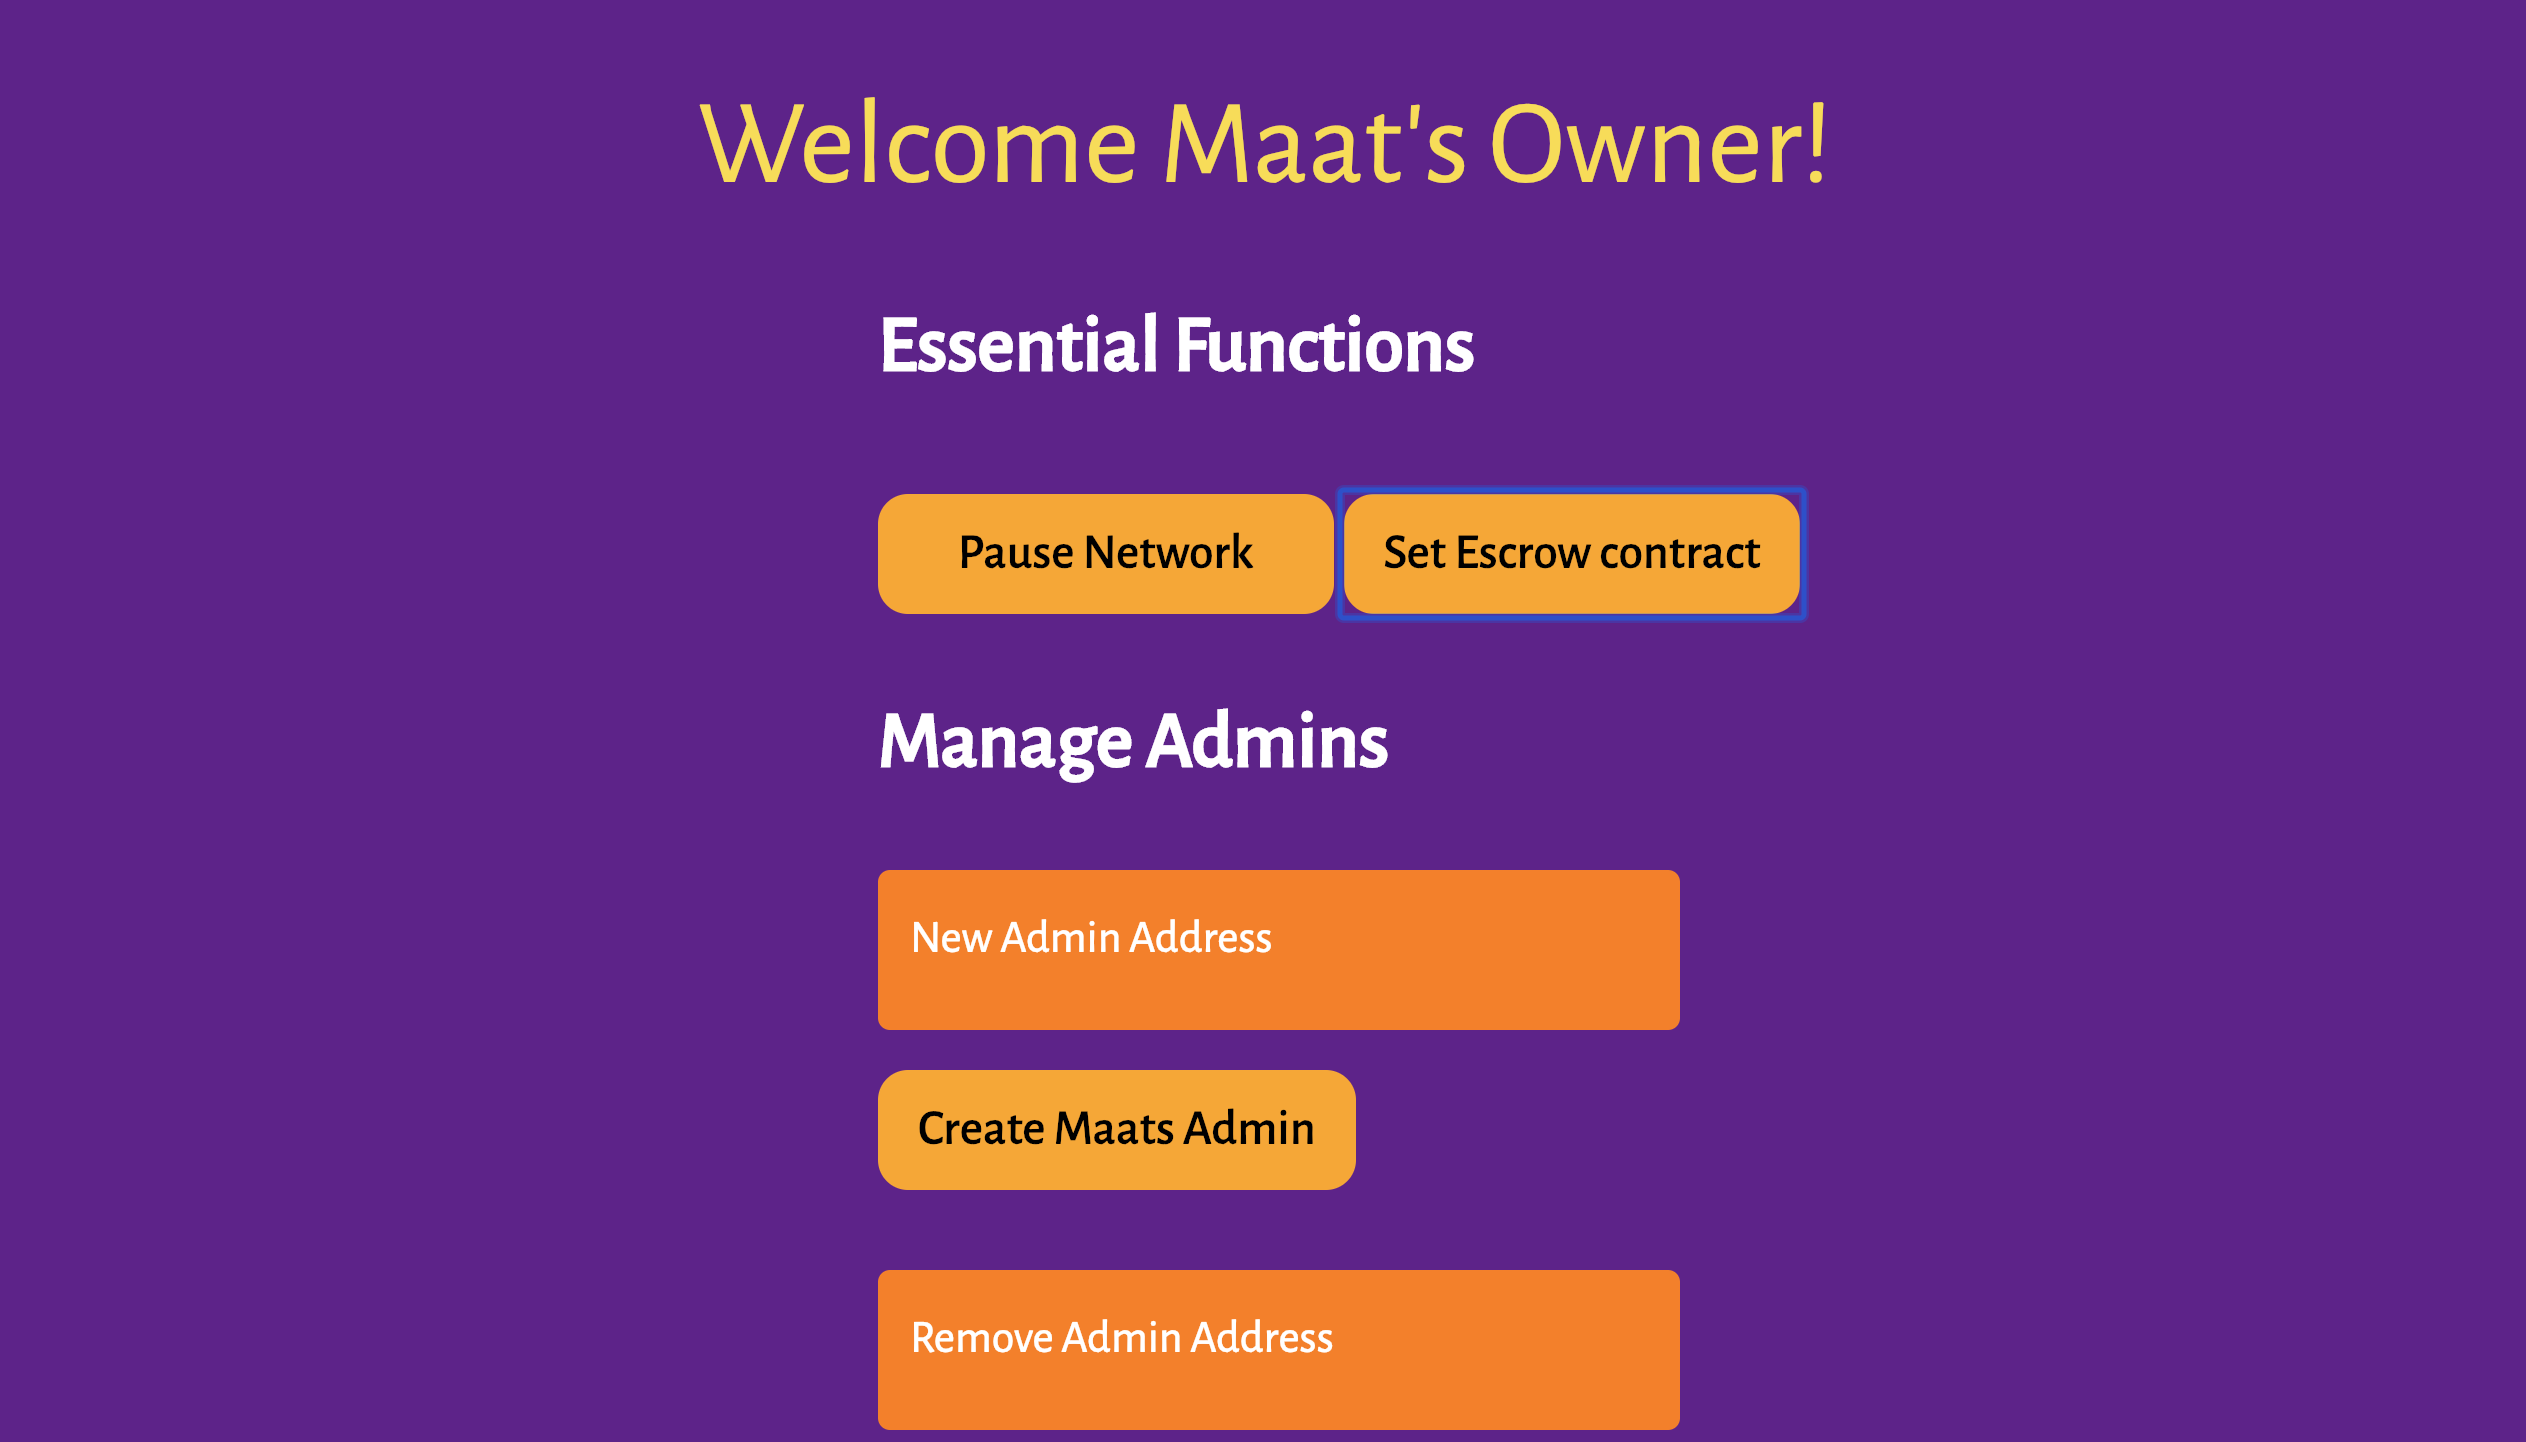 Welcome Maat's Owner!
Essential Functions
Pause Network
Set Escrow contract
Manage Admins
New Admin Address
Create Maats Admin
Remove Admin Address